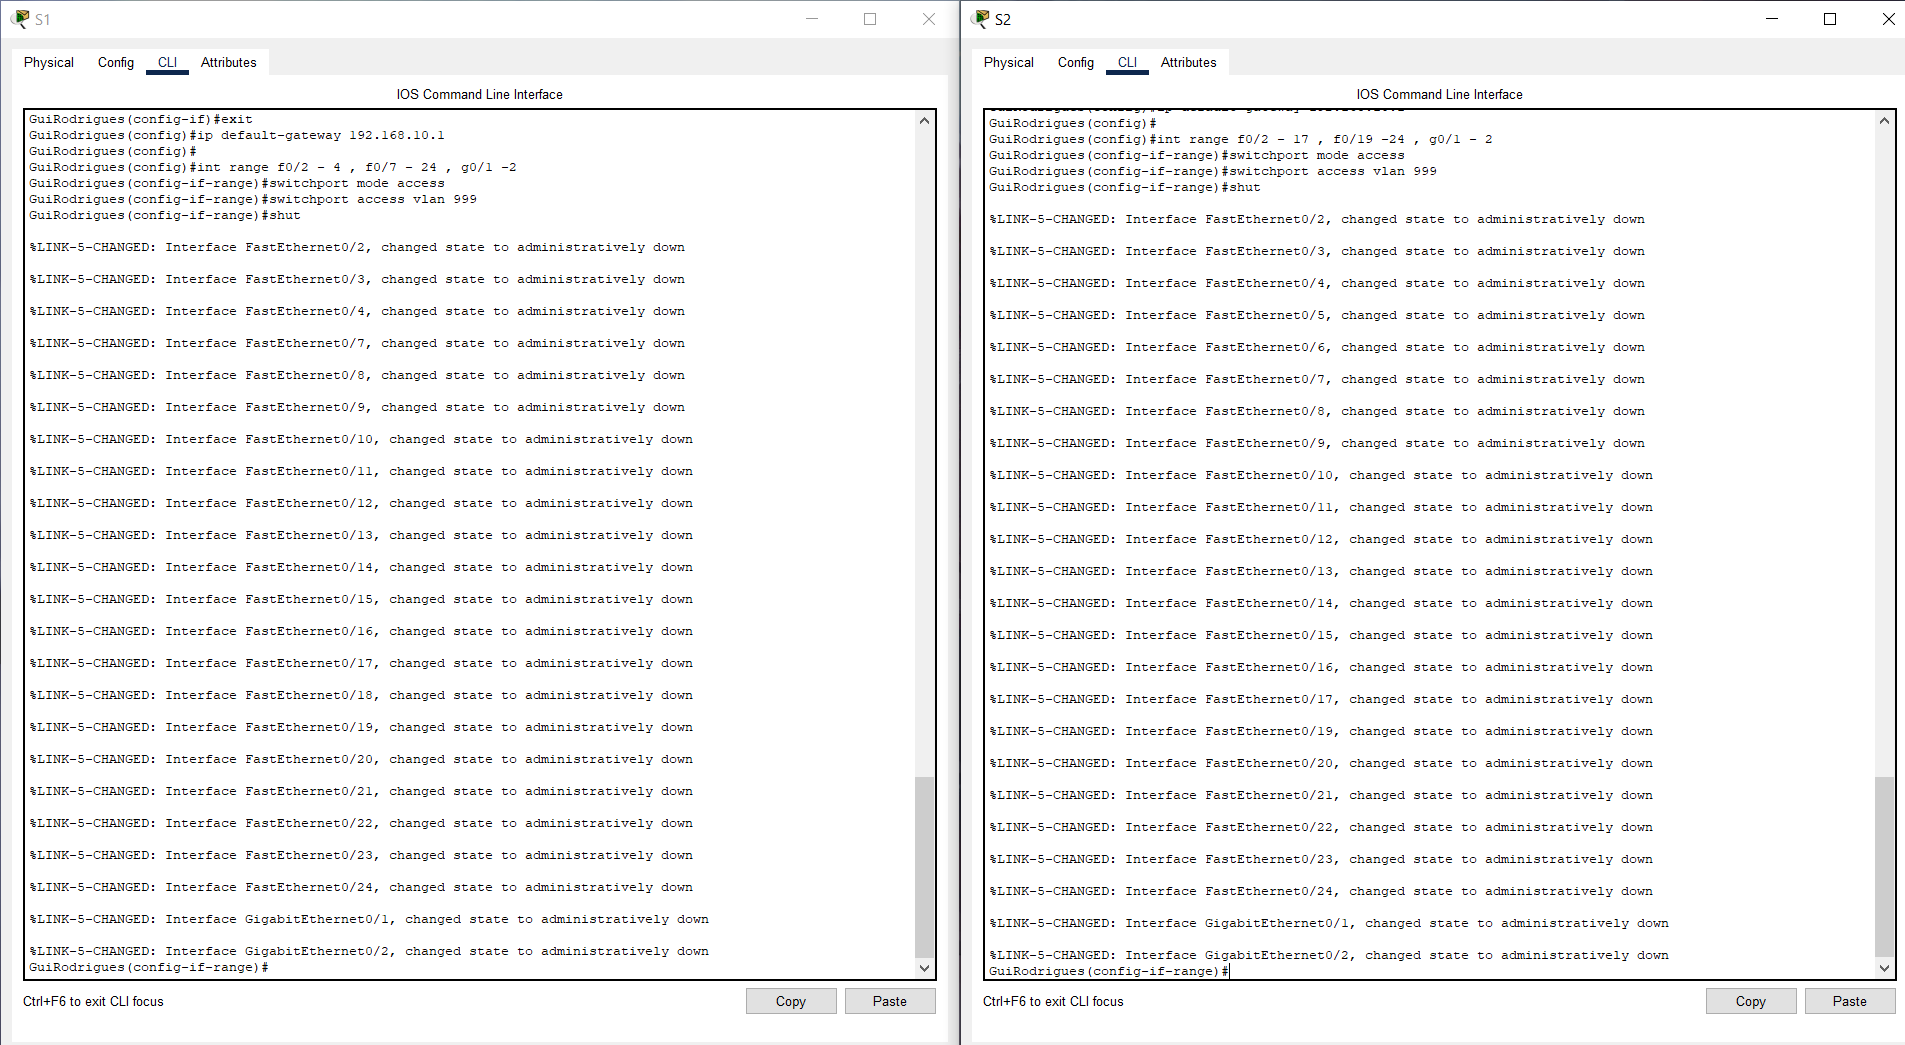 S1
Physical Config CLI Attributes
IOS Command Line Interface
GuiRodrigues(config-if)#exit
GuiRodrigues(config)#ip default-gateway 192.168.10.1
GuiRodrigues(config)#
GuiRodrigues(config)#int range f0/2 - 4 , f0/7 - 24 , g0/1 -2
GuiRodrigues(config-if-range)#switchport mode access
GuiRodrigues(config-if-range)#switchport access vlan 999
GuiRodrigues(config-if-range)#shut
%LINK-5-CHANGED: Interface FastEthernet0/2, changed state to administratively down
%LINK-5-CHANGED: Interface FastEthernet0/3, changed state to administratively down
%LINK-5-CHANGED: Interface FastEthernet0/4, changed state to administratively down
%LINK-5-CHANGED: Interface FastEthernet0/7, changed state to administratively down
%LINK-5-CHANGED: Interface FastEthernet0/8, changed state to administratively down
%LINK-5-CHANGED: Interface FastEthernet0/9, changed state to administratively down
%LINK-5-CHANGED: Interface FastEthernet0/10, changed state to administratively down
%LINK-5-CHANGED: Interface FastEthernet0/11, changed state to administratively down
%LINK-5-CHANGED: Interface FastEthernet0/12, changed state to administratively down
%LINK-5-CHANGED: Interface FastEthernet0/13, changed state to administratively down
%LINK-5-CHANGED: Interface FastEthernet0/14, changed state to administratively down
%LINK-5-CHANGED: Interface FastEthernet0/15, changed state to administratively down
%LINK-5-CHANGED: Interface FastEthernet0/16, changed state to administratively down
%LINK-5-CHANGED: Interface FastEthernet0/17, changed state to administratively down
%LINK-5-CHANGED: Interface FastEthernet0/18, changed state to administratively down
%LINK-5-CHANGED: Interface FastEthernet0/19, changed state to administratively down
%LINK-5-CHANGED: Interface FastEthernet0/20, changed state to administratively down
%LINK-5-CHANGED: Interface FastEthernet0/21, changed state to administratively down
%LINK-5-CHANGED: Interface FastEthernet0/22, changed state to administratively down
%LINK-5-CHANGED: Interface FastEthernet0/23, changed state to administratively down
%LINK-5-CHANGED: Interface FastEthernet0/24, changed state to administratively down
%LINK-5-CHANGED: Interface GigabitEthernet0/1, changed state to administratively down
%LINK-5-CHANGED: Interface GigabitEthernet0/2, changed state to administratively down
GuiRodrigues(config-if-range)#
Ctrl+F6 to exit CLI focus
Copy Paste
S2
Physical Config CLI Attributes
IOS Command Line Interface
GuiRodrigues(config)#
GuiRodrigues(config)#int range f0/2 - 17 , f0/19 -24 , g0/1 - 2
GuiRodrigues(config-if-range)#switchport mode access
GuiRodrigues(config-if-range)#switchport access vlan 999
GuiRodrigues(config-if-range)#shut
%LINK-5-CHANGED: Interface FastEthernet0/2, changed state to administratively down
%LINK-5-CHANGED: Interface FastEthernet0/3, changed state to administratively down
%LINK-5-CHANGED: Interface FastEthernet0/4, changed state to administratively down
%LINK-5-CHANGED: Interface FastEthernet0/5, changed state to administratively down
%LINK-5-CHANGED: Interface FastEthernet0/6, changed state to administratively down
%LINK-5-CHANGED: Interface FastEthernet0/7, changed state to administratively down
%LINK-5-CHANGED: Interface FastEthernet0/8, changed state to administratively down
%LINK-5-CHANGED: Interface FastEthernet0/9, changed state to administratively down
%LINK-5-CHANGED: Interface FastEthernet0/10, changed state to administratively down
%LINK-5-CHANGED: Interface FastEthernet0/11, changed state to administratively down
%LINK-5-CHANGED: Interface FastEthernet0/12, changed state to administratively down
%LINK-5-CHANGED: Interface FastEthernet0/13, changed state to administratively down
%LINK-5-CHANGED: Interface FastEthernet0/14, changed state to administratively down
%LINK-5-CHANGED: Interface FastEthernet0/15, changed state to administratively down
%LINK-5-CHANGED: Interface FastEthernet0/16, changed state to administratively down
%LINK-5-CHANGED: Interface FastEthernet0/17, changed state to administratively down
%LINK-5-CHANGED: Interface FastEthernet0/19, changed state to administratively down
%LINK-5-CHANGED: Interface FastEthernet0/20, changed state to administratively down
%LINK-5-CHANGED: Interface FastEthernet0/21, changed state to administratively down
%LINK-5-CHANGED: Interface FastEthernet0/22, changed state to administratively down
%LINK-5-CHANGED: Interface FastEthernet0/23, changed state to administratively down
%LINK-5-CHANGED: Interface FastEthernet0/24, changed state to administratively down
%LINK-5-CHANGED: Interface GigabitEthernet0/1, changed state to administratively down
%LINK-5-CHANGED: Interface GigabitEthernet0/2, changed state to administratively down
GuiRodrigues(config-if-range)#
Ctrl+F6 to exit CLI focus
Copy Paste